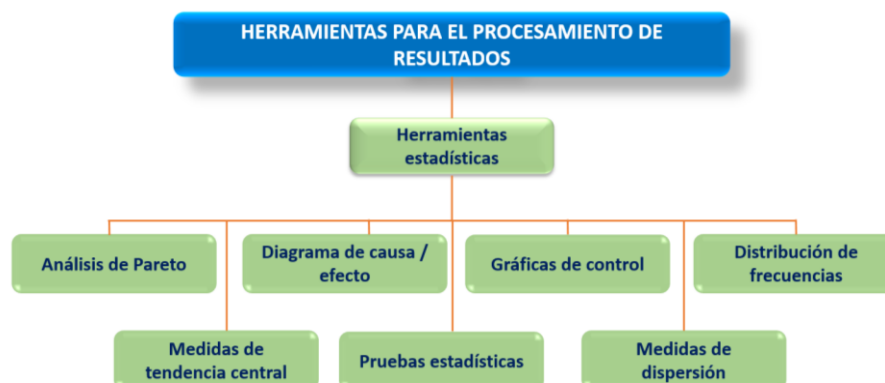 HERRAMIENTAS PARA EL PROCESAMIENTO DE
RESULTADOS
Herramientas
estadísticas
Análisis de Pareto
Diagrama de causa /
efecto
Gráficas de control
Distribución de
frecuencias
Medidas de
tendencia central
Pruebas estadísticas
Medidas de
dispersión